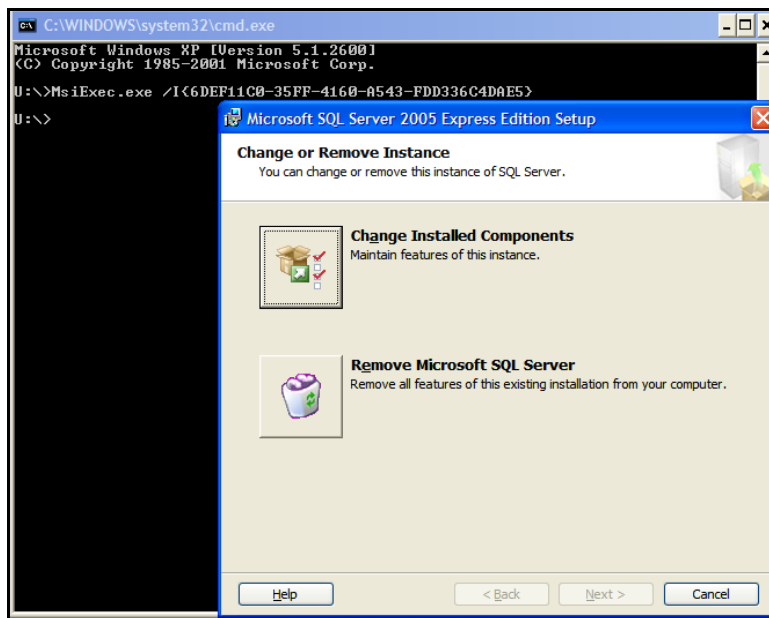 C:\WINDOWS\system32\cmd.exe
Microsoft Windows XP [Version 5.1.2600]
(C) Copyright 1985-2001 Microsoft Corp.
U:\>MsiExec.exe /I{6DEF11C0-35FF-4160-A543-FDD336C4DAE5}
U:\>
Microsoft SQL Server 2005 Express Edition Setup
Change or Remove Instance
You can change or remove this instance of SQL Server.
Change Installed Components
Maintain features of this instance.
Remove Microsoft SQL Server
Remove all features of this existing installation from your computer.
Help
< Back
Next >
Cancel